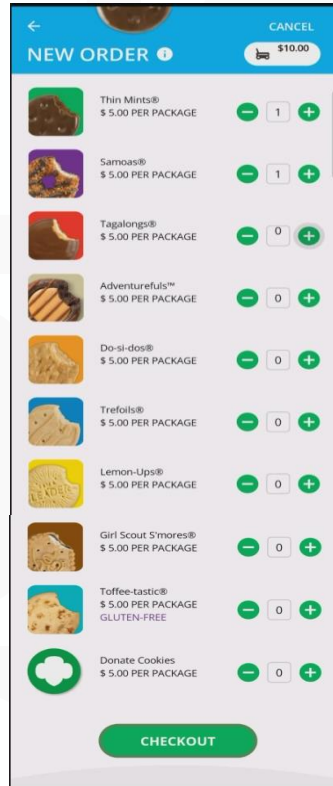 CANCEL
NEW ORDER
$10.00
Thin Mints®
$ 5.00 PER PACKAGE
1
Samoas®
$ 5.00 PER PACKAGE
1
Tagalongs®
$ 5.00 PER PACKAGE
0
Adventurefuls™
$ 5.00 PER PACKAGE
0
Do-si-dos®
$ 5.00 PER PACKAGE
0
Trefoils®
$ 5.00 PER PACKAGE
0
Lemon-Ups®
$ 5.00 PER PACKAGE
0
LEADER
Girl Scout S'mores®
$ 5.00 PER PACKAGE
0
Toffee-tastic®
$ 5.00 PER PACKAGE
GLUTEN-FREE
0
Donate Cookies
$ 5.00 PER PACKAGE
0
CHECKOUT